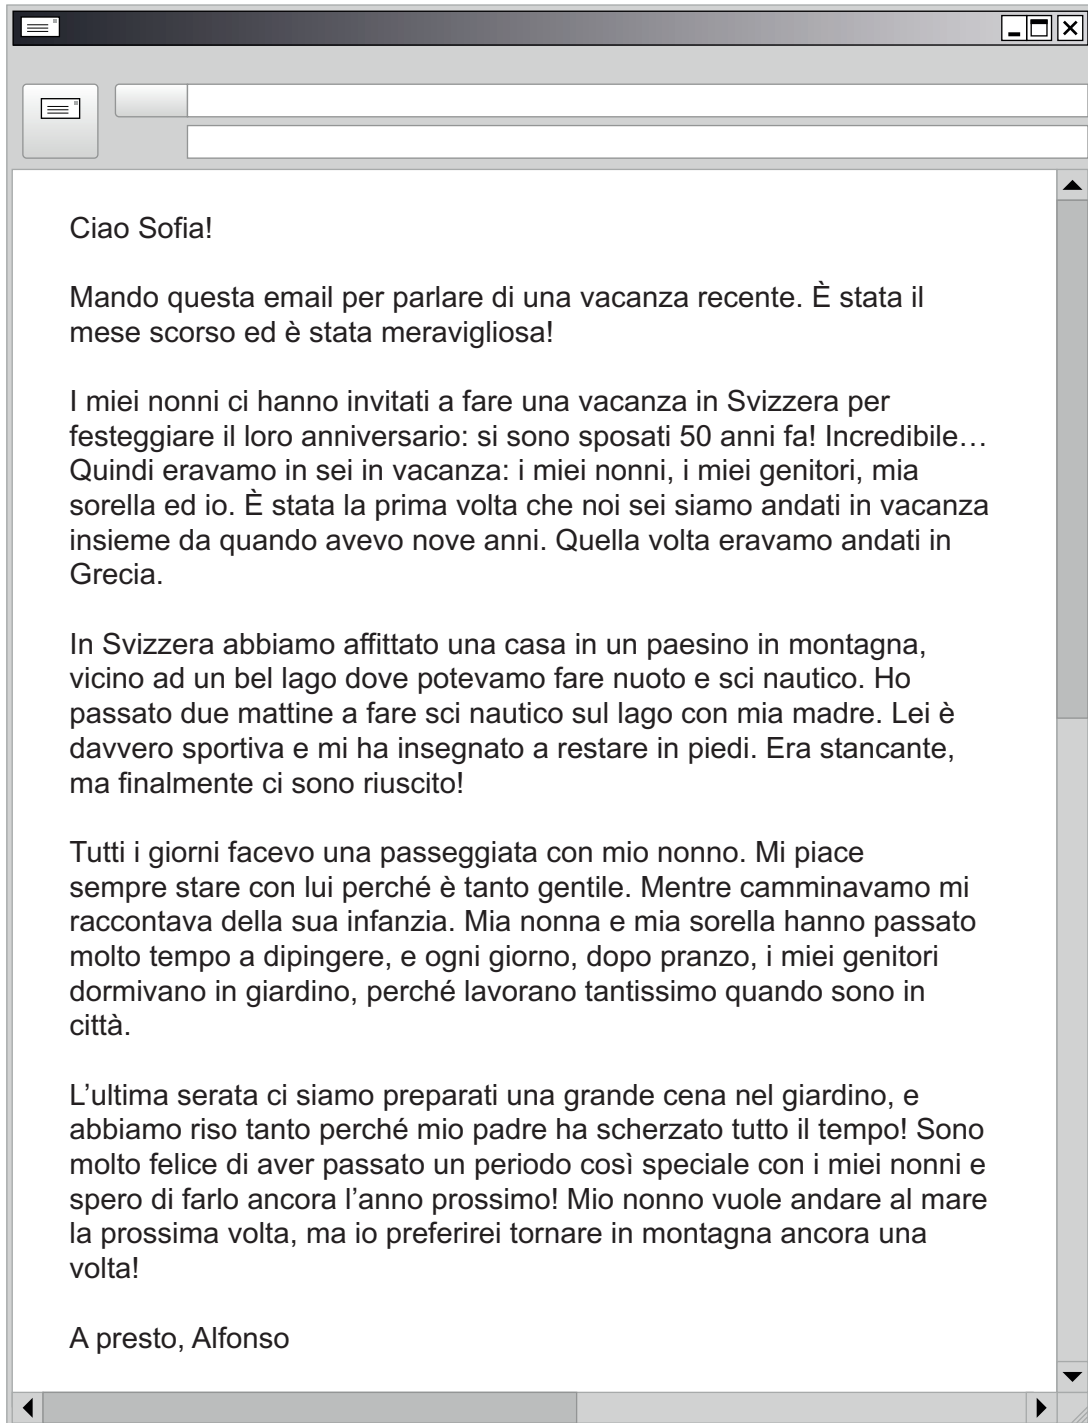 Ciao Sofia!
Mando questa email per parlare di una vacanza recente. È stata il
mese scorso ed è stata meravigliosa!
I miei nonni ci hanno invitati a fare una vacanza in Svizzera per
festeggiare il loro anniversario: si sono sposati 50 anni fa! Incredibile…
Quindi eravamo in sei in vacanza: i miei nonni, i miei genitori, mia
sorella ed io. È stata la prima volta che noi sei siamo andati in vacanza
insieme da quando avevo nove anni. Quella volta eravamo andati in
Grecia.
In Svizzera abbiamo affittato una casa in un paesino in montagna,
vicino ad un bel lago dove potevamo fare nuoto e sci nautico. Ho
passato due mattine a fare sci nautico sul lago con mia madre. Lei è
davvero sportiva e mi ha insegnato a restare in piedi. Era stancante,
ma finalmente ci sono riuscito!
Tutti i giorni facevo una passeggiata con mio nonno. Mi piace
sempre stare con lui perché è tanto gentile. Mentre camminavamo mi
raccontava della sua infanzia. Mia nonna e mia sorella hanno passato
molto tempo a dipingere, e ogni giorno, dopo pranzo, i miei genitori
dormivano in giardino, perché lavorano tantissimo quando sono in
città.
L'ultima serata ci siamo preparati una grande cena nel giardino, e
abbiamo riso tanto perché mio padre ha scherzato tutto il tempo! Sono
molto felice di aver passato un periodo così speciale con i miei nonni e
spero di farlo ancora l'anno prossimo! Mio nonno vuole andare al mare
la prossima volta, ma io preferirei tornare in montagna ancora una
volta!
A presto, Alfonso